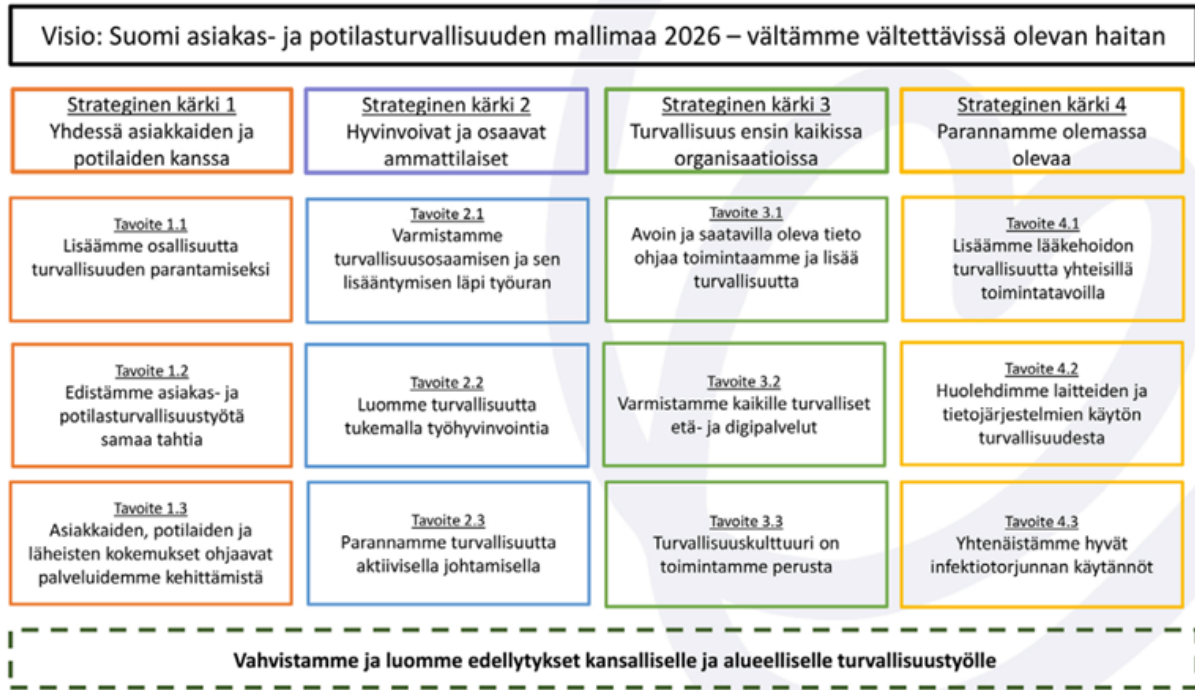 Visio: Suomi asiakas- ja potilasturvallisuuden mallimaa 2026 – vältämme vältettävissä olevan haitan
Strateginen kärki 1
Yhdessä asiakkaiden ja
potilaiden kanssa
Strateginen kärki 2
Hyvinvoivat ja osaavat
ammattilaiset
Strateginen kärki 3
Turvallisuus ensin kaikissa
organisaatioissa
Strateginen kärki 4
Parannamme olemassa
olevaa
Tavoite 1.1
Lisäämme osallisuutta
turvallisuuden parantamiseksi
Tavoite 2.1
Varmistamme
turvallisuusosaamisen ja sen
lisääntymisen läpi työuran
Tavoite 3.1
Avoin ja saatavilla oleva tieto
ohjaa toimintaamme ja lisää
turvallisuutta
Tavoite 4.1
Lisäämme lääkehoidon
turvallisuutta yhteisillä
toimintatavoilla
Tavoite 1.2
Edistämme asiakas- ja
potilasturvallisuustyötä
samaa tahtia
Tavoite 2.2
Luomme turvallisuutta
tukemalla työhyvinvointia
Tavoite 3.2
Varmistamme kaikille turvalliset
etä- ja digipalvelut
Tavoite 4.2
Huolehdimme laitteiden ja
tietojärjestelmien käytön
turvallisuudesta
Tavoite 1.3
Asiakkaiden, potilaiden ja
läheisten kokemukset ohjaavat
palveluidemme kehittämistä
Tavoite 2.3
Parannamme turvallisuutta
aktiivisella johtamisella
Tavoite 3.3
Turvallisuuskulttuuri on
toimintamme perusta
Tavoite 4.3
Yhtenäistämme hyvät
infektiotorjunnan käytännöt
Vahvistamme ja luomme edellytykset kansalliselle ja alueelliselle turvallisuustyölle